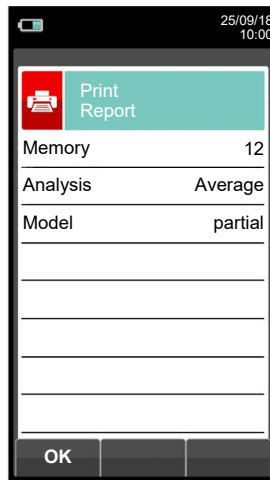 25/09/18
10:00
Print
Report
Memory 12
Analysis Average
Model partial
OK